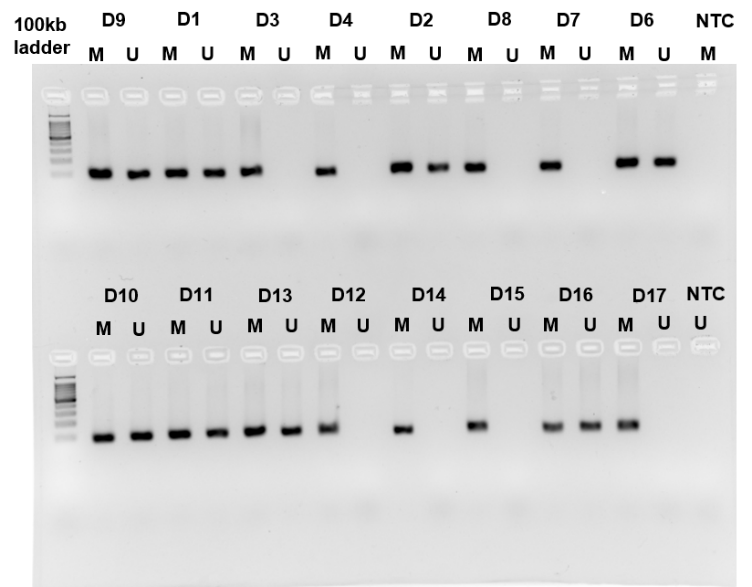 100kb ladder
D9 D1 D3 D4 D2 D8 D7 D6 NTC
M U M U M U M U M U M U M U M U M
D10 D11 D13 D12 D14 D15 D16 D17 NTC
M U M U M U M U M U M U M U M U U